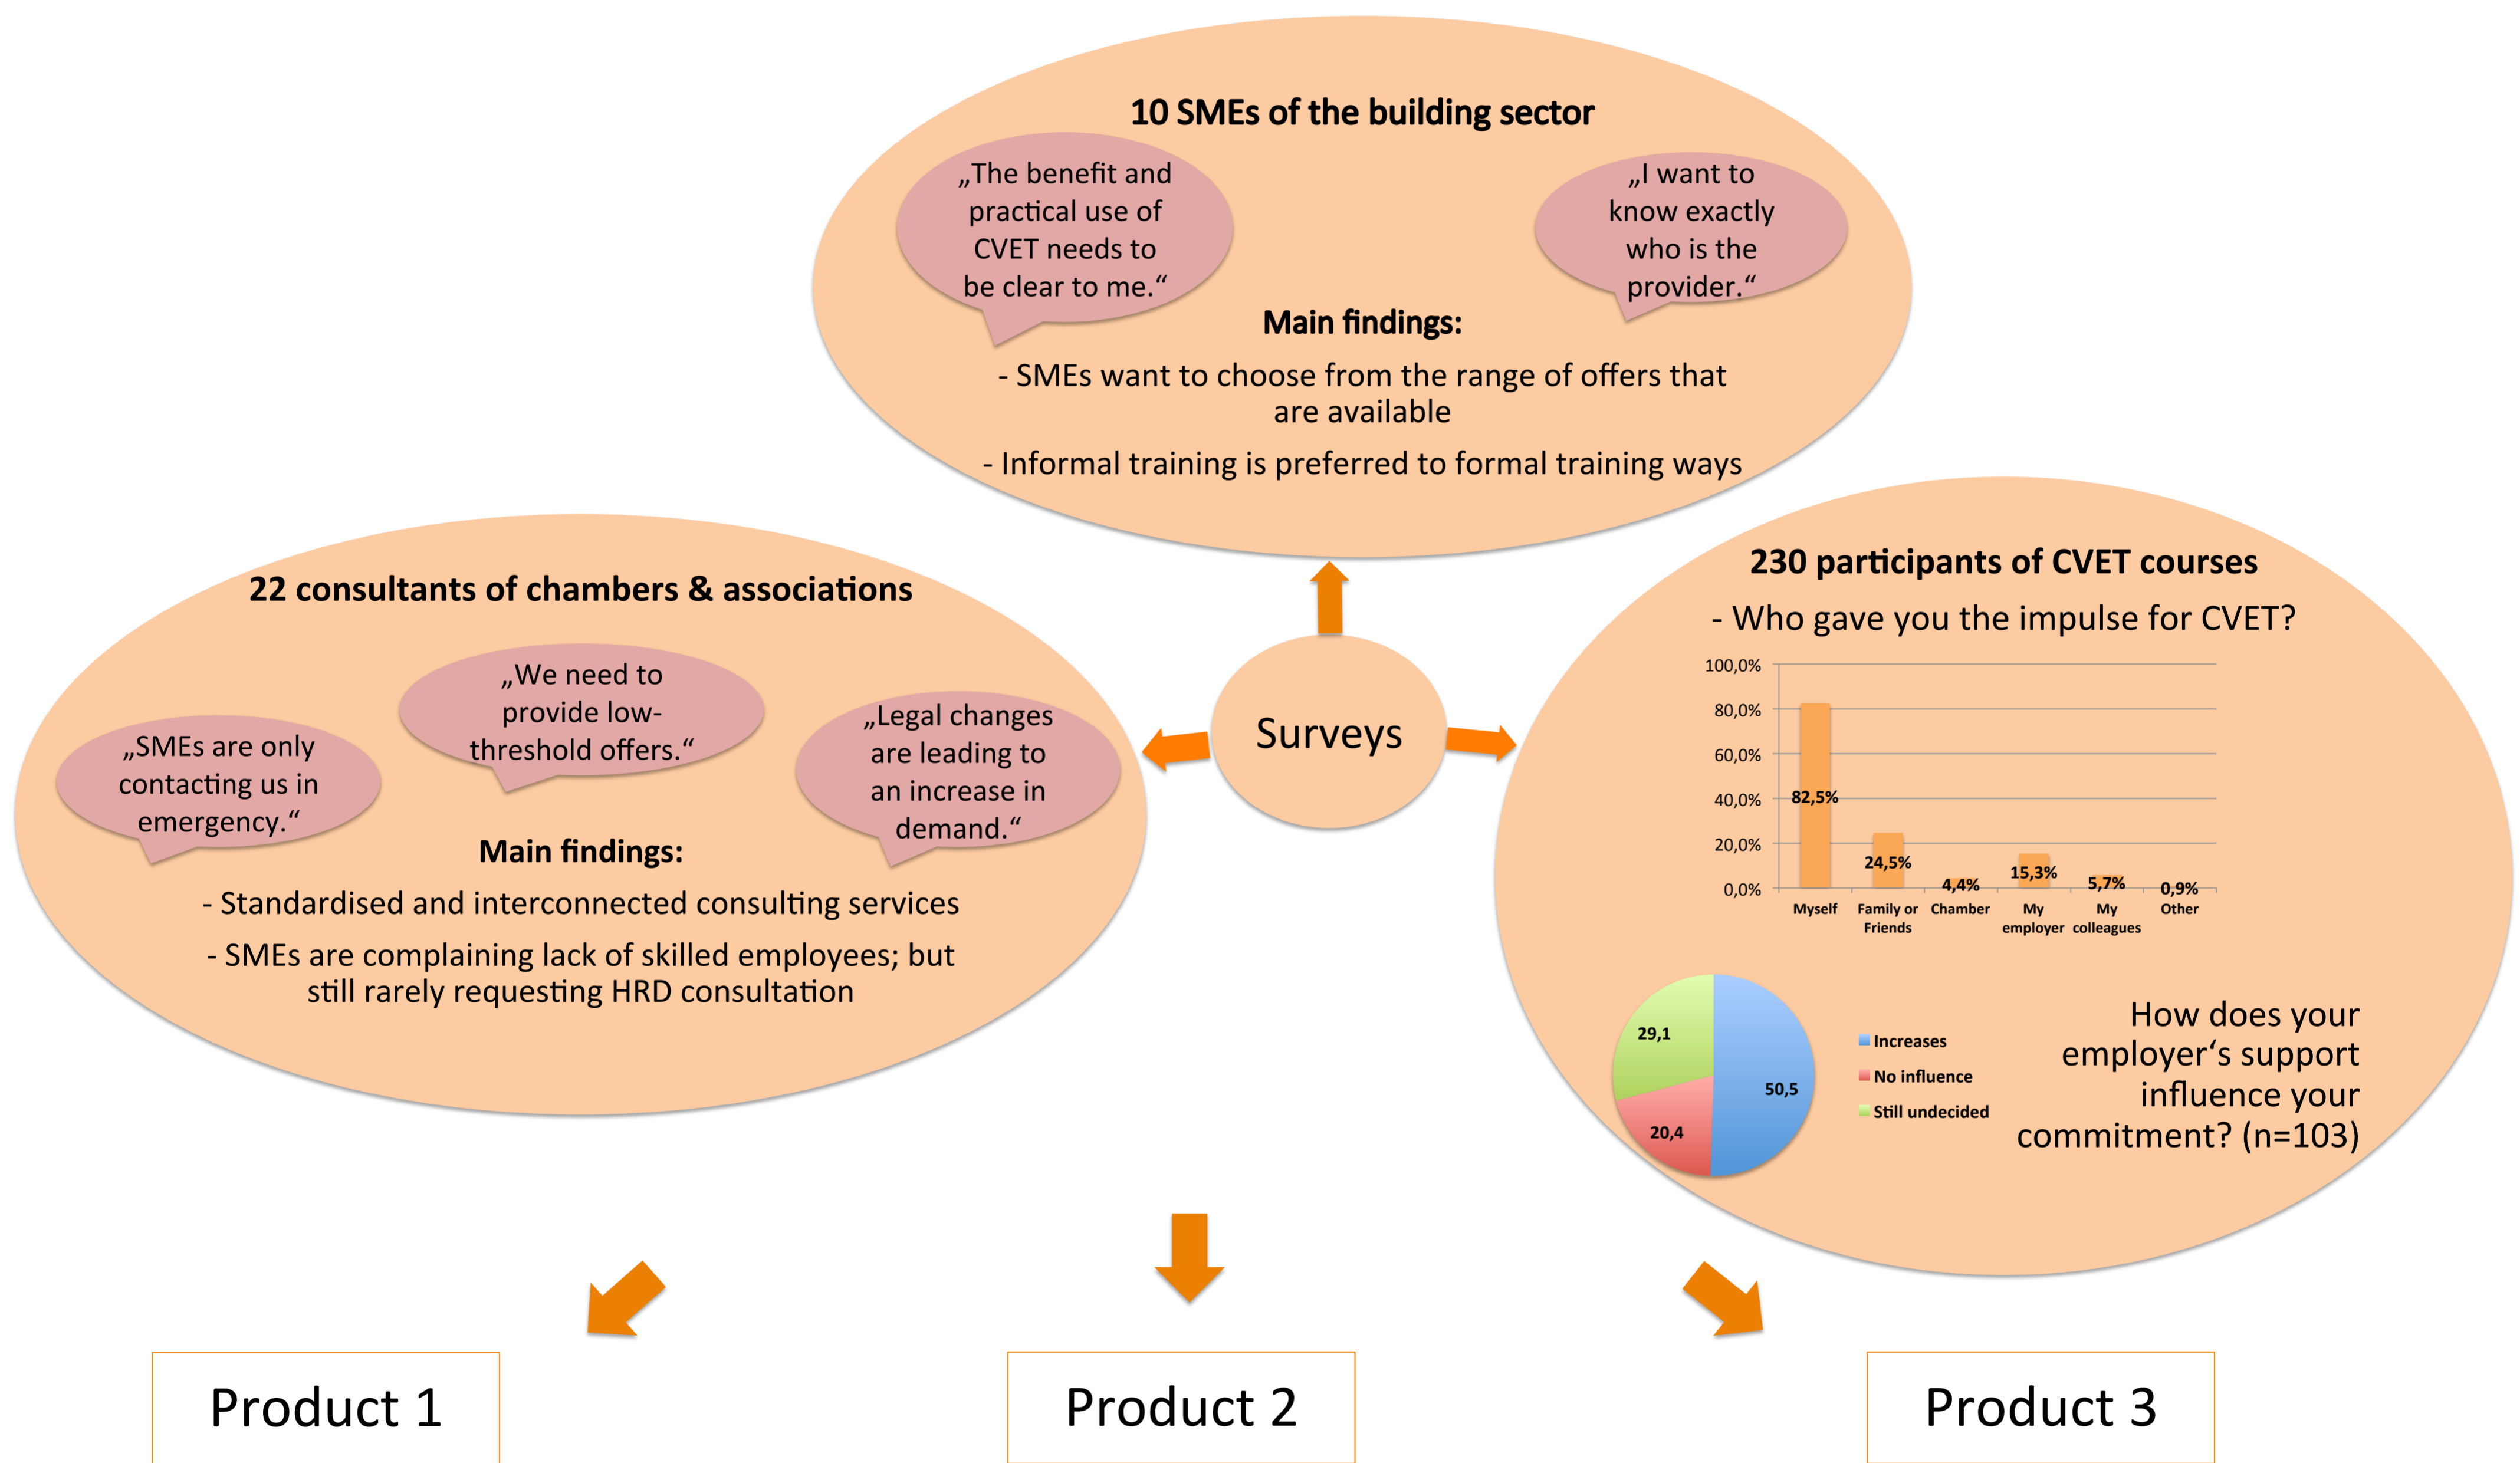 10 SMEs of the building sector
„The benefit and
practical use of
CVET needs to
be clear to me.“
„I want to
know exactly
who is the
provider.“
Main findings:
- SMEs want to choose from the range of offers that
are available
- Informal training is preferred to formal training ways
22 consultants of chambers & associations
„SMEs are only
contacting us in
emergency.“
„We need to
provide low-
threshold offers.“
„Legal changes
are leading to
an increase in
demand.“
Main findings:
- Standardised and interconnected consulting services
- SMEs are complaining lack of skilled employees; but
still rarely requesting HRD consultation
Surveys
230 participants of CVET courses
- Who gave you the impulse for CVET?
100,0%
80,0%
60,0%
40,0%
20,0%
0,0%
82,5%
24,5%
4,4%
15,3%
5,7%
0,9%
Myself
Family or
Friends
Chamber
My
employer
My
colleagues
Other
29,1
50,5
20,4
Increases
No influence
Still undecided
How does your
employer‘s support
influence your
commitment? (n=103)
Product 1
Product 2
Product 3